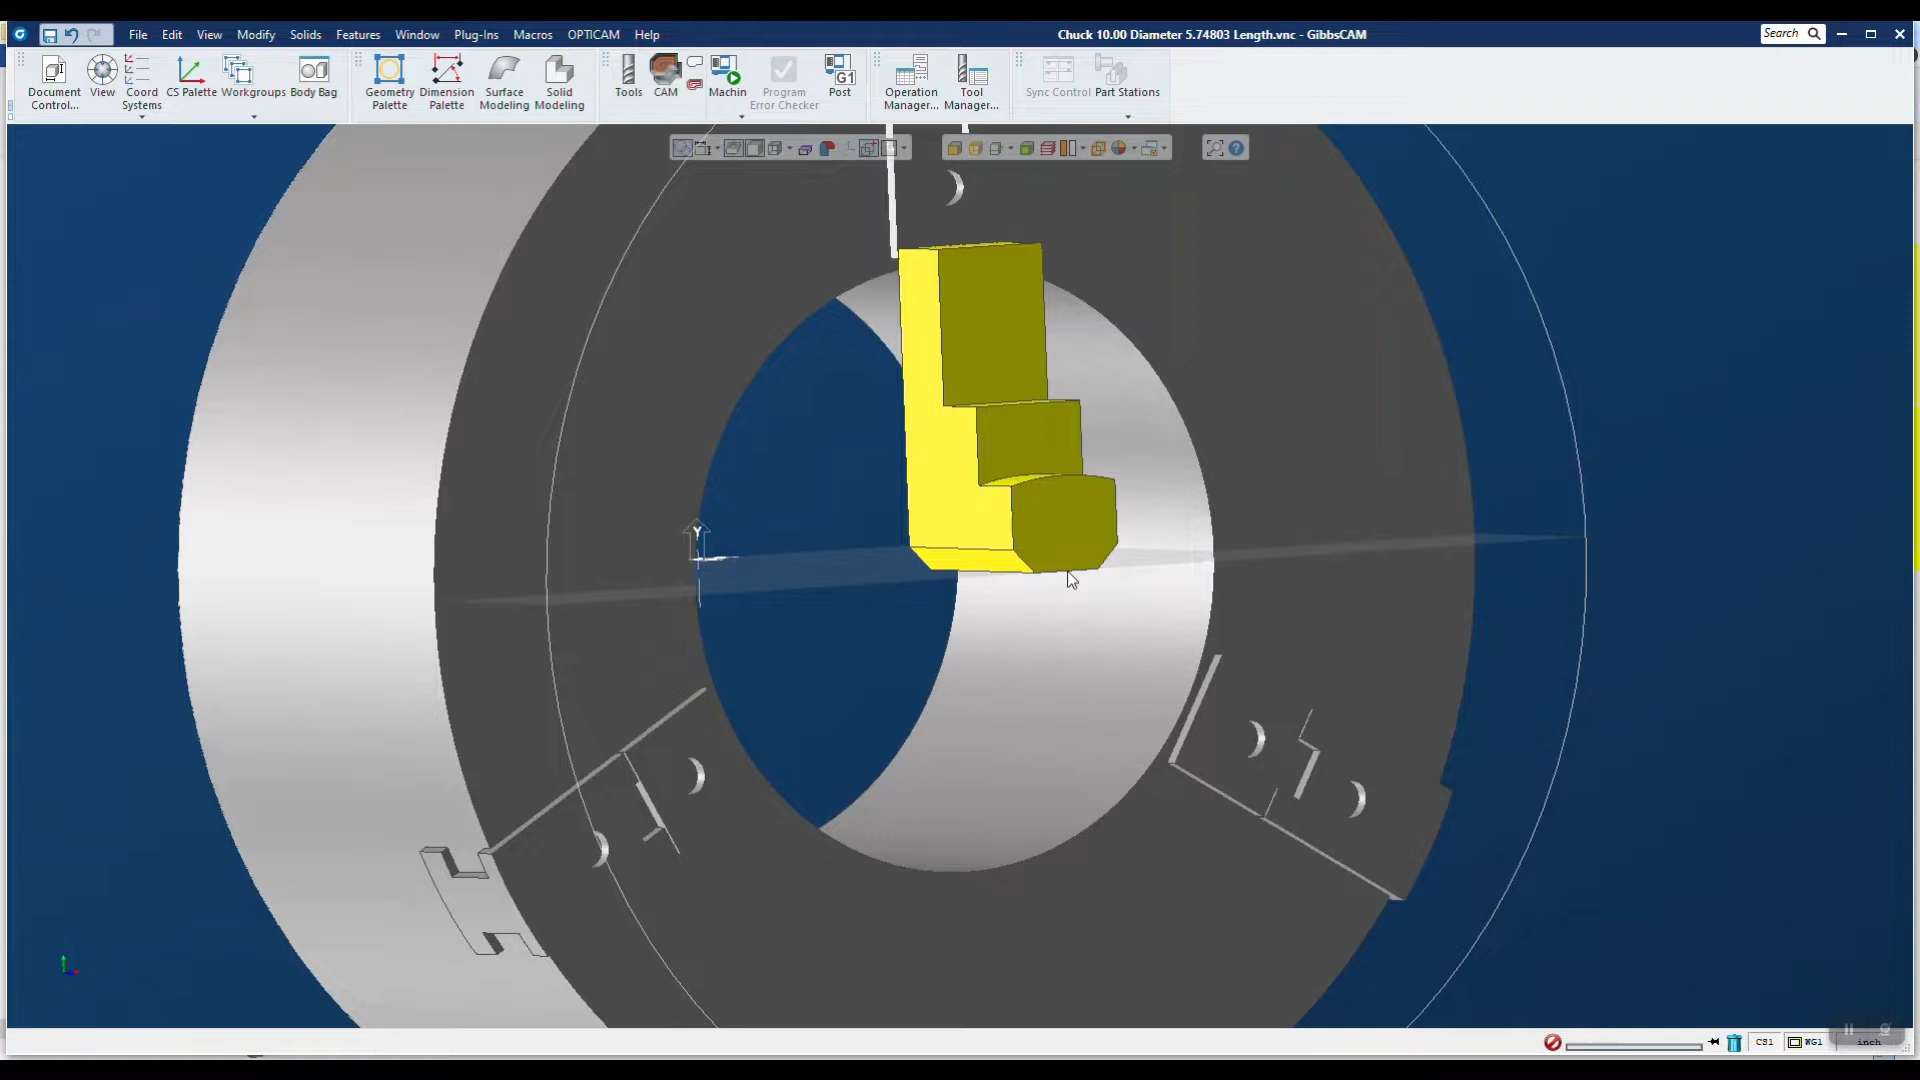 File Edit View Modify Solids Features Window Plug-Ins Macros OPTICAM Help
Chuck 10.00 Diameter 5.74803 Length.vnc - GibbsCAM
Search
Document Control...
View
Coord Systems
CS Palette
Workgroups
Body Bag
Geometry Palette
Dimension Palette
Surface Modeling
Solid Modeling
Tools
CAM
Machin
Program Error Checker
G1
Post
Operation Manager...
Tool Manager...
Sync Control
Part Stations
Y
CS1
WG1
inch